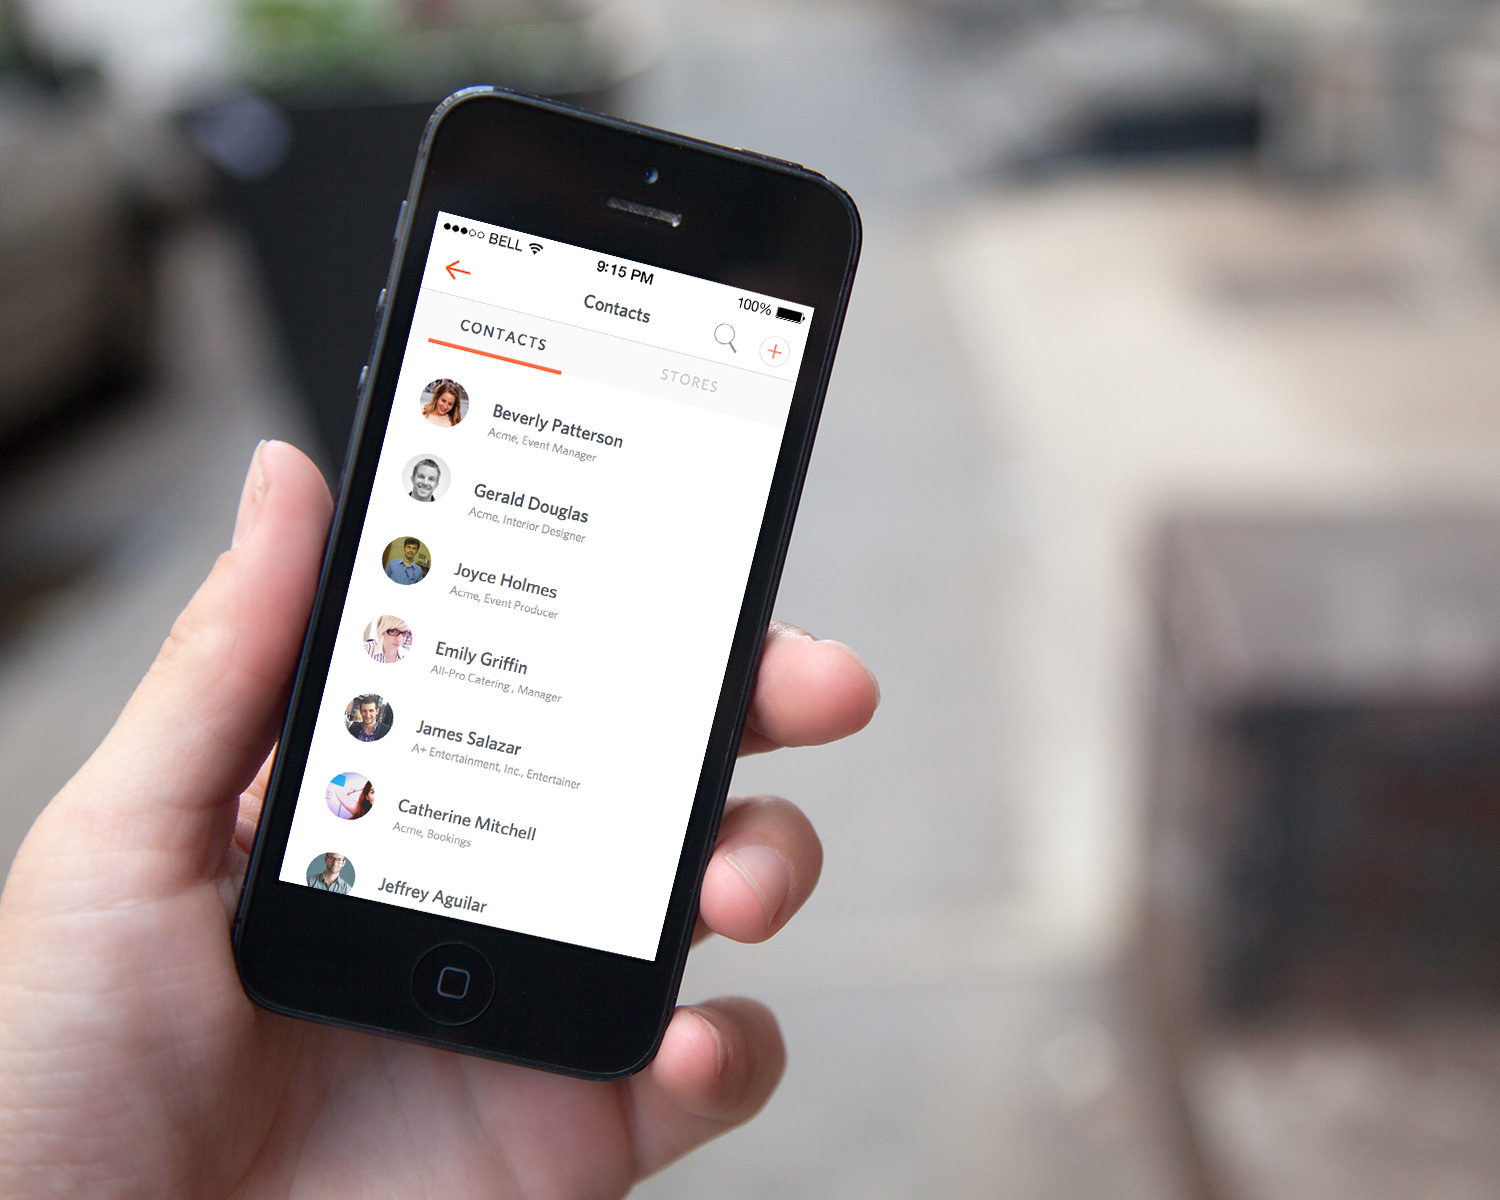 BELL
9:15 PM
100%
Contacts
CONTACTS
STORES
Beverly Patterson
Acme, Event Manager
Gerald Douglas
Acme, Interior Designer
Joyce Holmes
Acme, Event Producer
Emily Griffin
All-Pro Catering , Manager
James Salazar
A+ Entertainment, Inc., Entertainer
Catherine Mitchell
Acme, Bookings
Jeffrey Aguilar